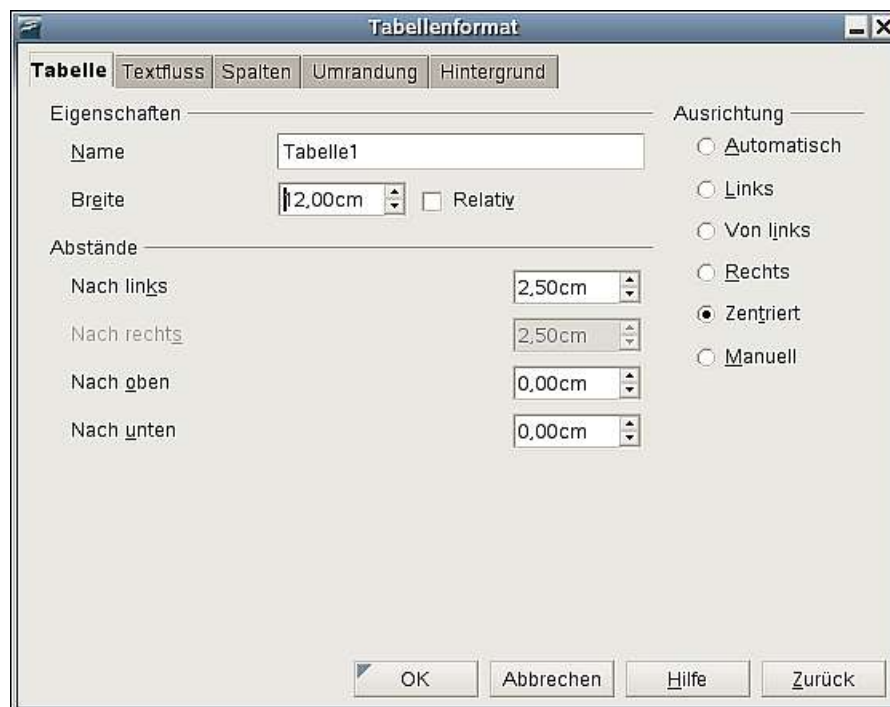 Tabellenformat
Tabelle Textfluss Spalten Umrandung Hintergrund
Eigenschaften
Name Tabelle1
Breite 12,00cm Relativ
Abstände
Nach links 2,50cm
Nach rechts 2,50cm
Nach oben 0,00cm
Nach unten 0,00cm
Ausrichtung
Automatisch
Links
Von links
Rechts
Zentriert
Manuell
OK Abbrechen Hilfe Zurück